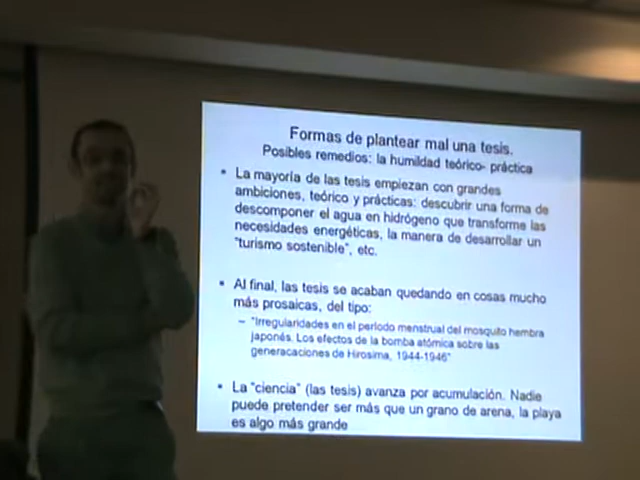 Formas de plantear mal una tesis.
Posibles remedios: la humildad teórico- práctica
• La mayoría de las tesis empiezan con grandes
ambiciones, teórico y prácticas: descubrir una forma de
descomponer el agua en hidrógeno que transforme las
necesidades energéticas, la manera de desarrollar un
"turismo sostenible", etc.
• Al final, las tesis se acaban quedando en cosas mucho
más prosaicas, del tipo:
– "Irregularidades en el período menstrual del mosquito hembra
japonés. Los efectos de la bomba atómica sobre las
generacaciones de Hirosima, 1944-1946"
• La "ciencia" (las tesis) avanza por acumulación. Nadie
puede pretender ser más que un grano de arena, la playa
es algo más grande